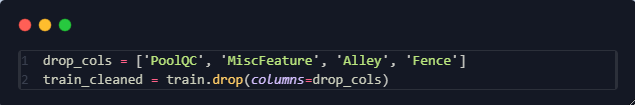 1 drop_cols = ['PoolQC', 'MiscFeature', 'Alley', 'Fence']
2 train_cleaned = train.drop(columns=drop_cols)